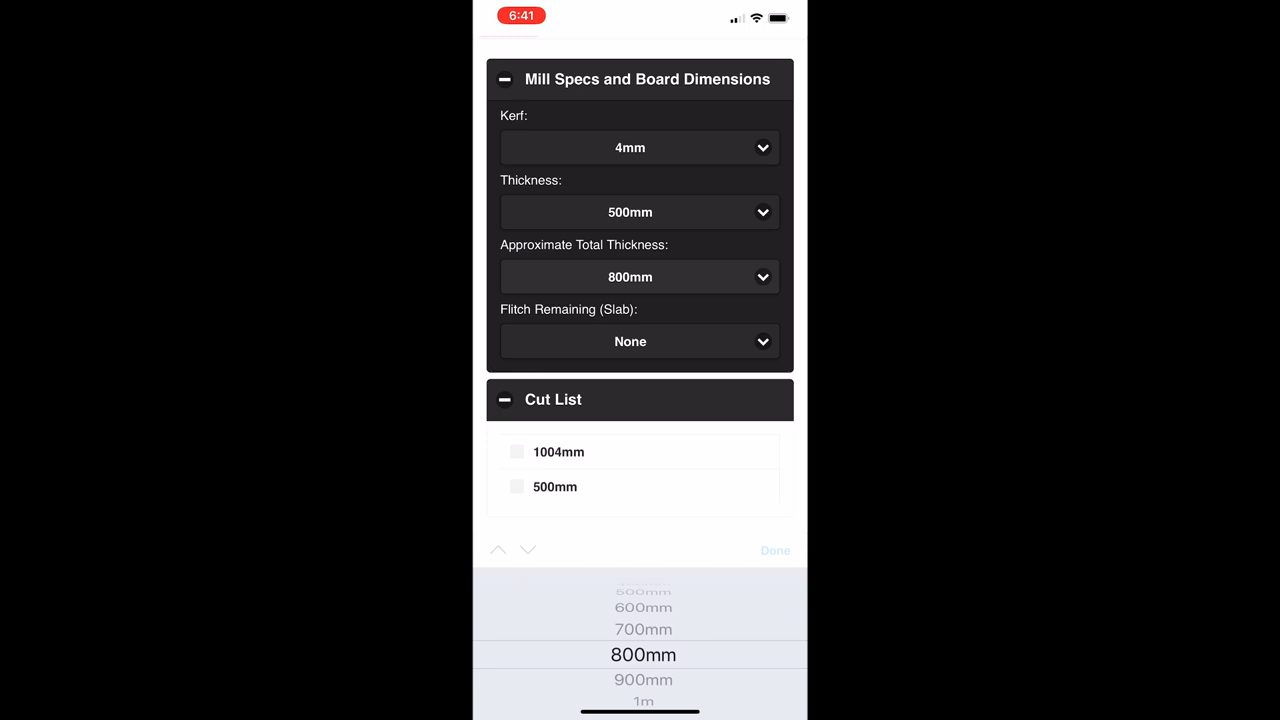 6:41
Mill Specs and Board Dimensions
Kerf:
4mm
Thickness:
500mm
Approximate Total Thickness:
800mm
Flitch Remaining (Slab):
None
Cut List
1004mm
500mm
Done
500mm
600mm
700mm
800mm
900mm
1m